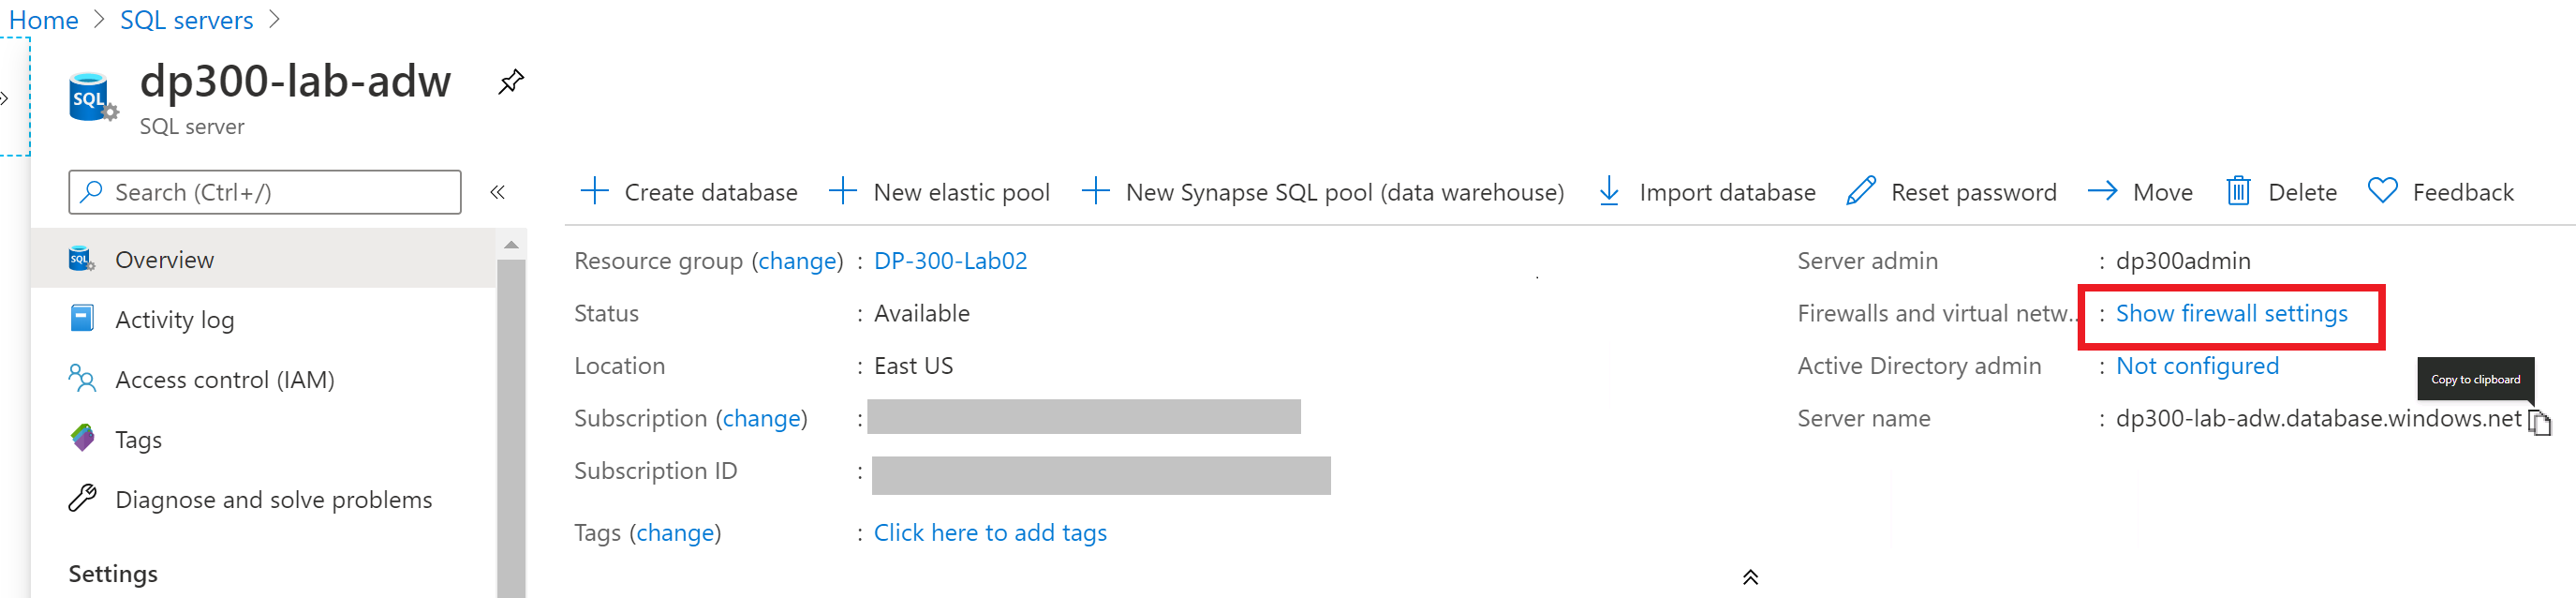 Home > SQL servers >
dp300-lab-adw
SQL
SQL server
Search (Ctrl+/)
«
Create database
New elastic pool
New Synapse SQL pool (data warehouse)
Import database
Reset password
Move
Delete
Feedback
SQL
Overview
Activity log
Access control (IAM)
Tags
Diagnose and solve problems
Settings
Resource group (change) : DP-300-Lab02
Status : Available
Location : East US
Subscription (change) :
Subscription ID :
Tags (change) : Click here to add tags
Server admin : dp300admin
Firewalls and virtual netw... : Show firewall settings
Active Directory admin : Not configured
Copy to clipboard
Server name : dp300-lab-adw.database.windows.net